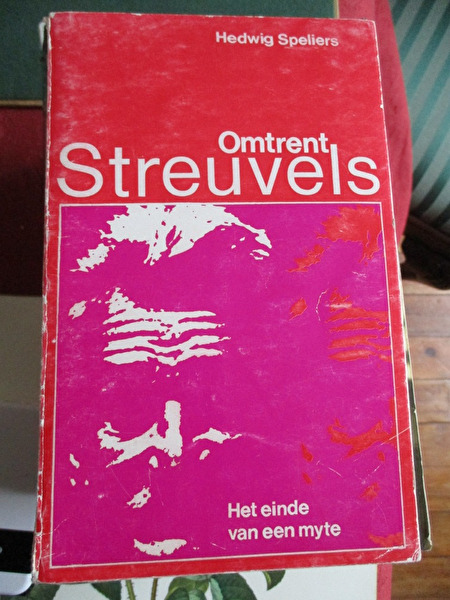 Hedwig Speliers
Omtrent
Streuvels
Het einde
van een myte